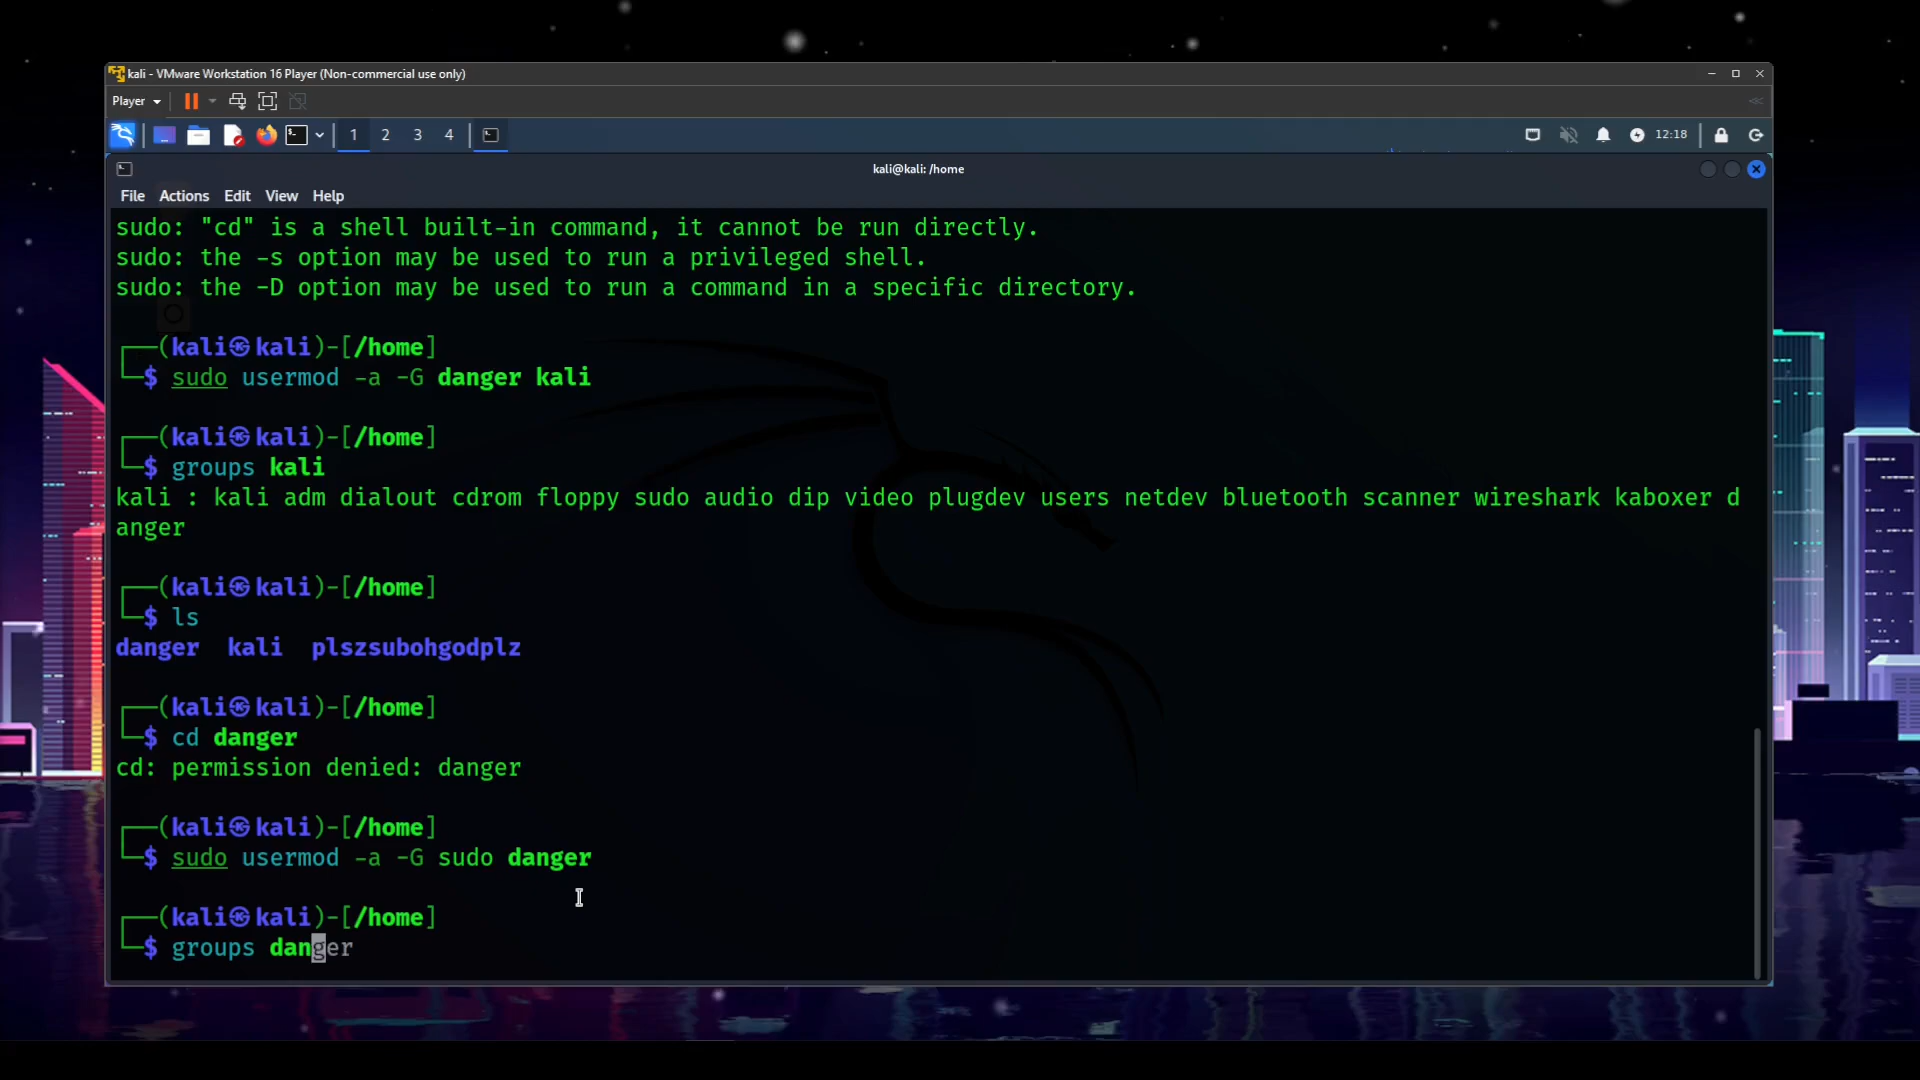 kali - VMware Workstation 16 Player (Non-commercial use only)
Player
1 2 3 4
12:18
kali@kali: /home
File Actions Edit View Help
sudo: "cd" is a shell built-in command, it cannot be run directly.
sudo: the -s option may be used to run a privileged shell.
sudo: the -D option may be used to run a command in a specific directory.
┌──(kali㉿kali)-[/home]
└─$ sudo usermod -a -G danger kali
┌──(kali㉿kali)-[/home]
└─$ groups kali
kali : kali adm dialout cdrom floppy sudo audio dip video plugdev users netdev bluetooth scanner wireshark kaboxer d
anger
┌──(kali㉿kali)-[/home]
└─$ ls
danger kali plszsubohgodplz
┌──(kali㉿kali)-[/home]
└─$ cd danger
cd: permission denied: danger
┌──(kali㉿kali)-[/home]
└─$ sudo usermod -a -G sudo danger
┌──(kali㉿kali)-[/home]
└─$ groups danger